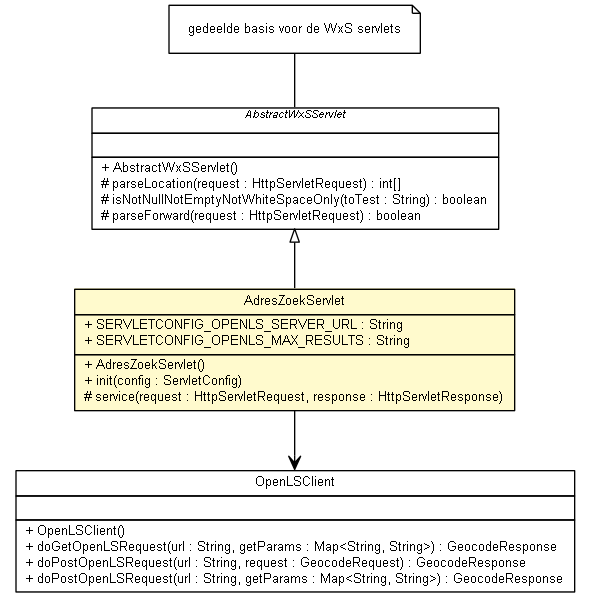 gedeelde basis voor de WxS servlets
AbstractWxSServlet
+ AbstractWxSServlet()
# parseLocation(request : HttpServletRequest) : int[]
# isNotNullNotEmptyNotWhiteSpaceOnly(toTest : String) : boolean
# parseForward(request : HttpServletRequest) : boolean
AdresZoekServlet
+ SERVLETCONFIG_OPENLS_SERVER_URL : String
+ SERVLETCONFIG_OPENLS_MAX_RESULTS : String
+ AdresZoekServlet()
+ init(config : ServletConfig)
# service(request : HttpServletRequest, response : HttpServletResponse)
OpenLSClient
+ OpenLSClient()
+ doGetOpenLSRequest(url : String, getParams : Map<String, String>) : GeocodeResponse
+ doPostOpenLSRequest(url : String, request : GeocodeRequest) : GeocodeResponse
+ doPostOpenLSRequest(url : String, getParams : Map<String, String>) : GeocodeResponse